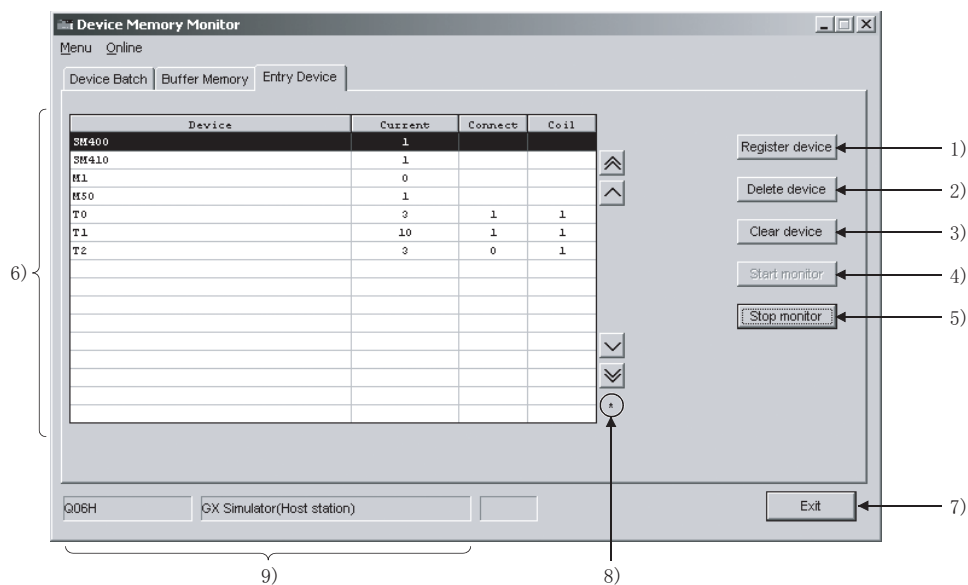 Device Memory Monitor
Menu Online
Device Batch Buffer Memory Entry Device
Device Current Connect Coil
SM400 1
SM410 1
M1 0
M50 1
T0 3 1 1
T1 10 1 1
T2 3 0 1
Register device 1)
Delete device 2)
Clear device 3)
Start monitor 4)
Stop monitor 5)
6)
*
Q06H GX Simulator(Host station)
Exit 7)
9) 8)